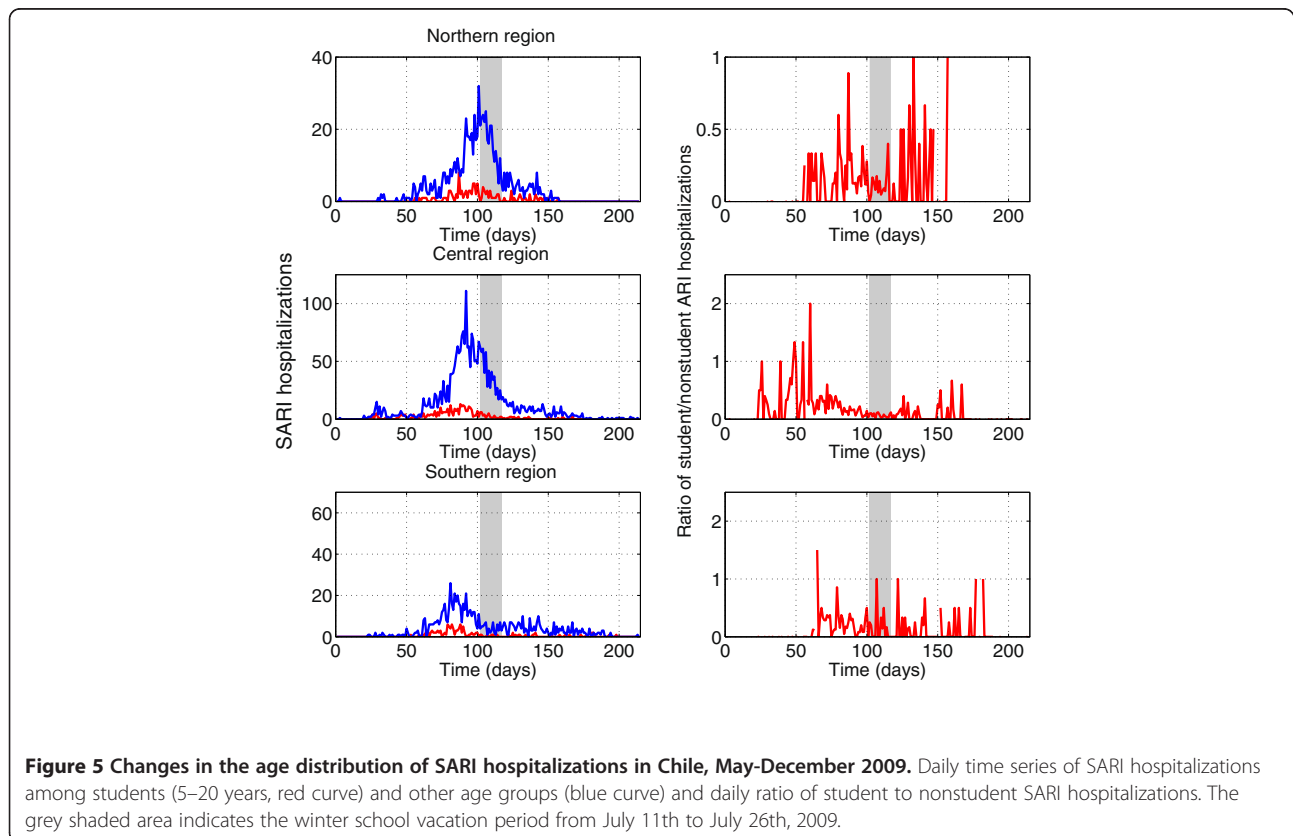 Northern region
40
20
0
0 50 100 150 200
Time (days)
1
0.5
0
0 50 100 150 200
Time (days)
Central region
100
50
0
0 50 100 150 200
Time (days)
2
1
0
0 50 100 150 200
Time (days)
Southern region
60
40
20
0
0 50 100 150 200
Time (days)
2
1
0
0 50 100 150 200
Time (days)
SARI hospitalizations
Ratio of student/nonstudent ARI hospitalizations
Figure 5 Changes in the age distribution of SARI hospitalizations in Chile, May-December 2009. Daily time series of SARI hospitalizations
among students (5–20 years, red curve) and other age groups (blue curve) and daily ratio of student to nonstudent SARI hospitalizations. The
grey shaded area indicates the winter school vacation period from July 11th to July 26th, 2009.